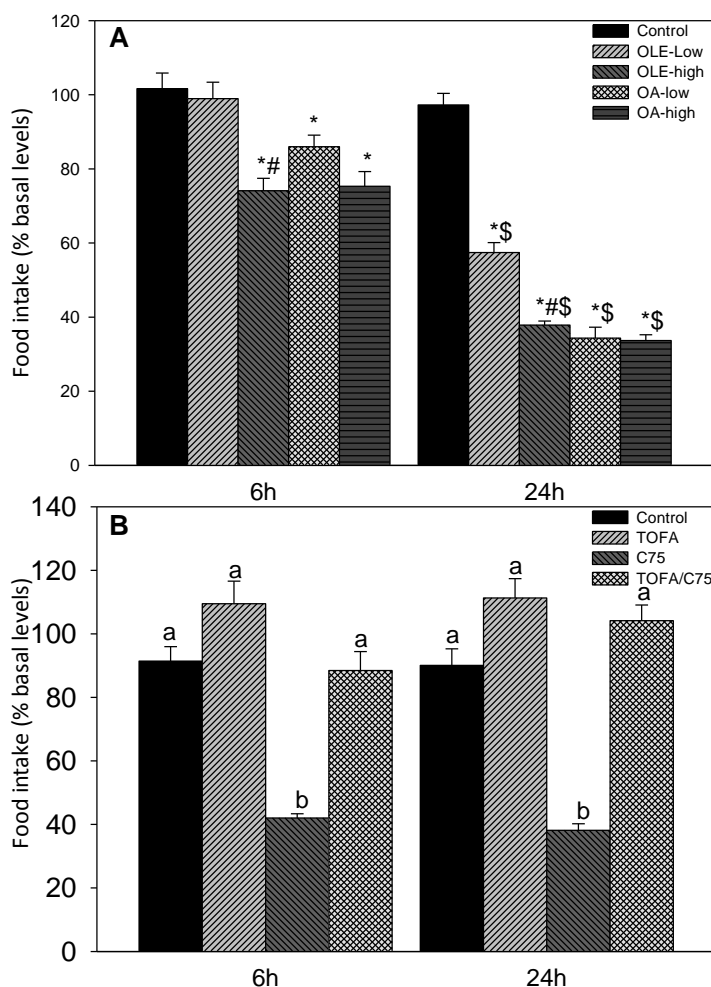 A
Food intake (% basal levels)
120
100
80
60
40
20
0
Control
OLE-Low
OLE-high
OA-low
OA-high
*#
*
*
*$
*#$
*$
*$
6h
24h
B
Food intake (% basal levels)
140
120
100
80
60
40
20
0
Control
TOFA
C75
TOFA/C75
a
a
b
a
a
a
b
a
6h
24h